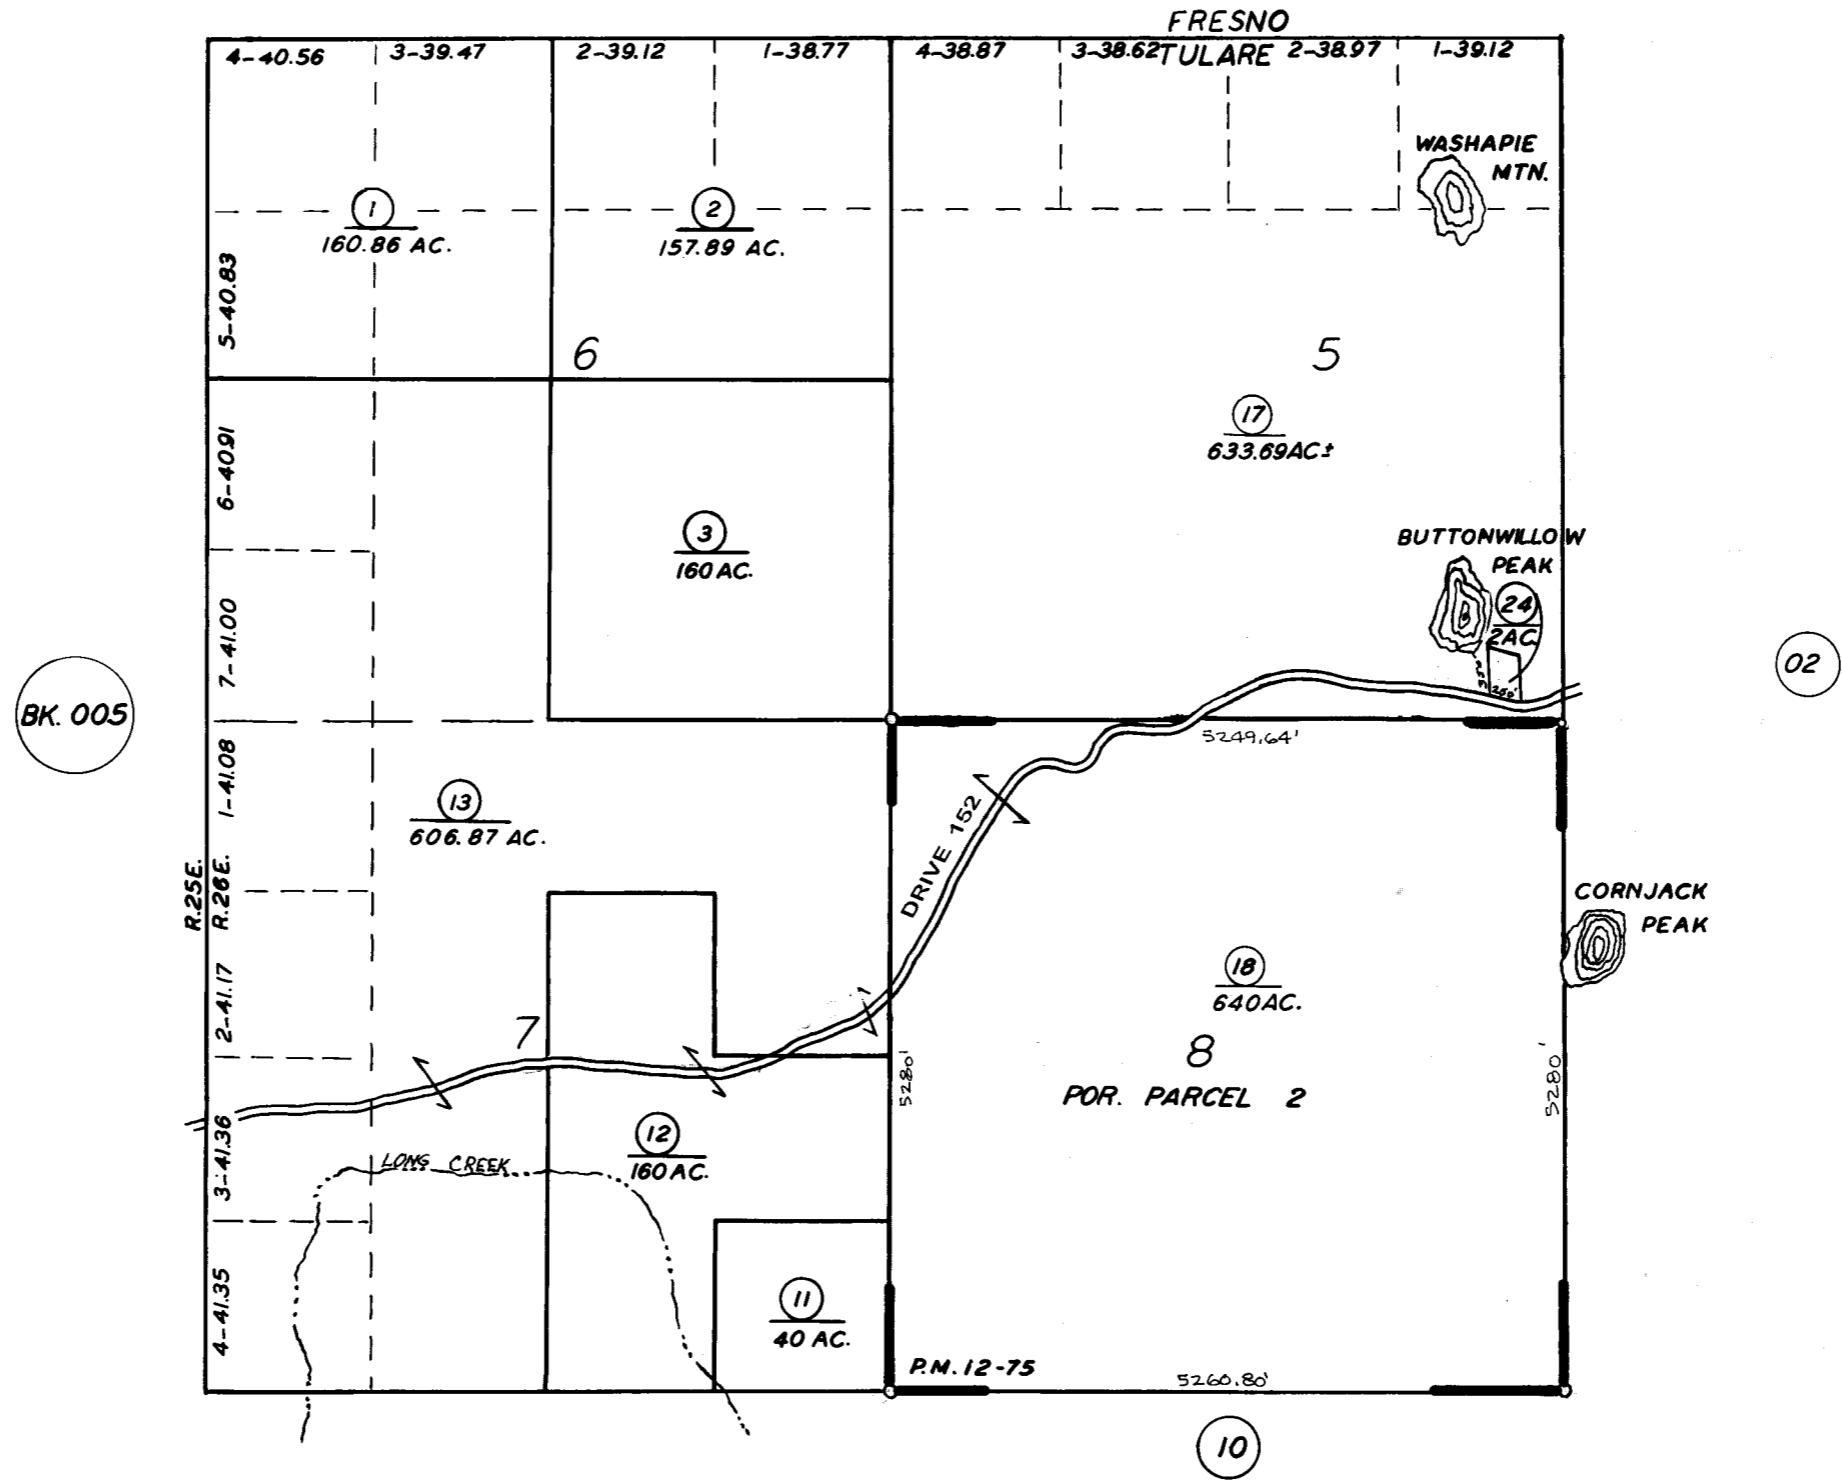 FRESNO
TULARE
4-40.56
3-39.47
2-39.12
1-38.77
4-38.87
3-38.62
2-38.97
1-39.12
WASHAPIE
MTN.
1
160.86 AC.
2
157.89 AC.
5-40.83
6
5
17
633.69AC±
6-40.91
3
160 AC.
BUTTONWILLOW
PEAK
24
2AC.
250'
7-41.00
BK. 005
02
5249.64'
1-41.08
13
606.87 AC.
DRIVE 152
R.25E.
R.26E.
CORNJACK
PEAK
2-41.17
7
18
640AC.
8
POR. PARCEL 2
5280'
5280'
3-41.36
12
160 AC.
LONG CREEK
4-41.35
11
40 AC.
P.M. 12-75
5260.80'
10